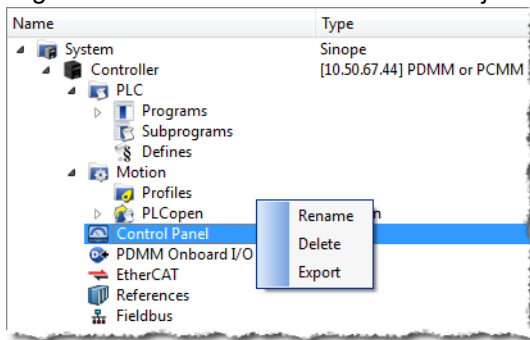 Name Type
System Sinope
Controller [10.50.67.44] PDMM or PCMM
PLC
Programs
Subprograms
Defines
Motion
Profiles
PLCopen n
Control Panel
PDMM Onboard I/O
EtherCAT
References
Fieldbus
Rename
Delete
Export